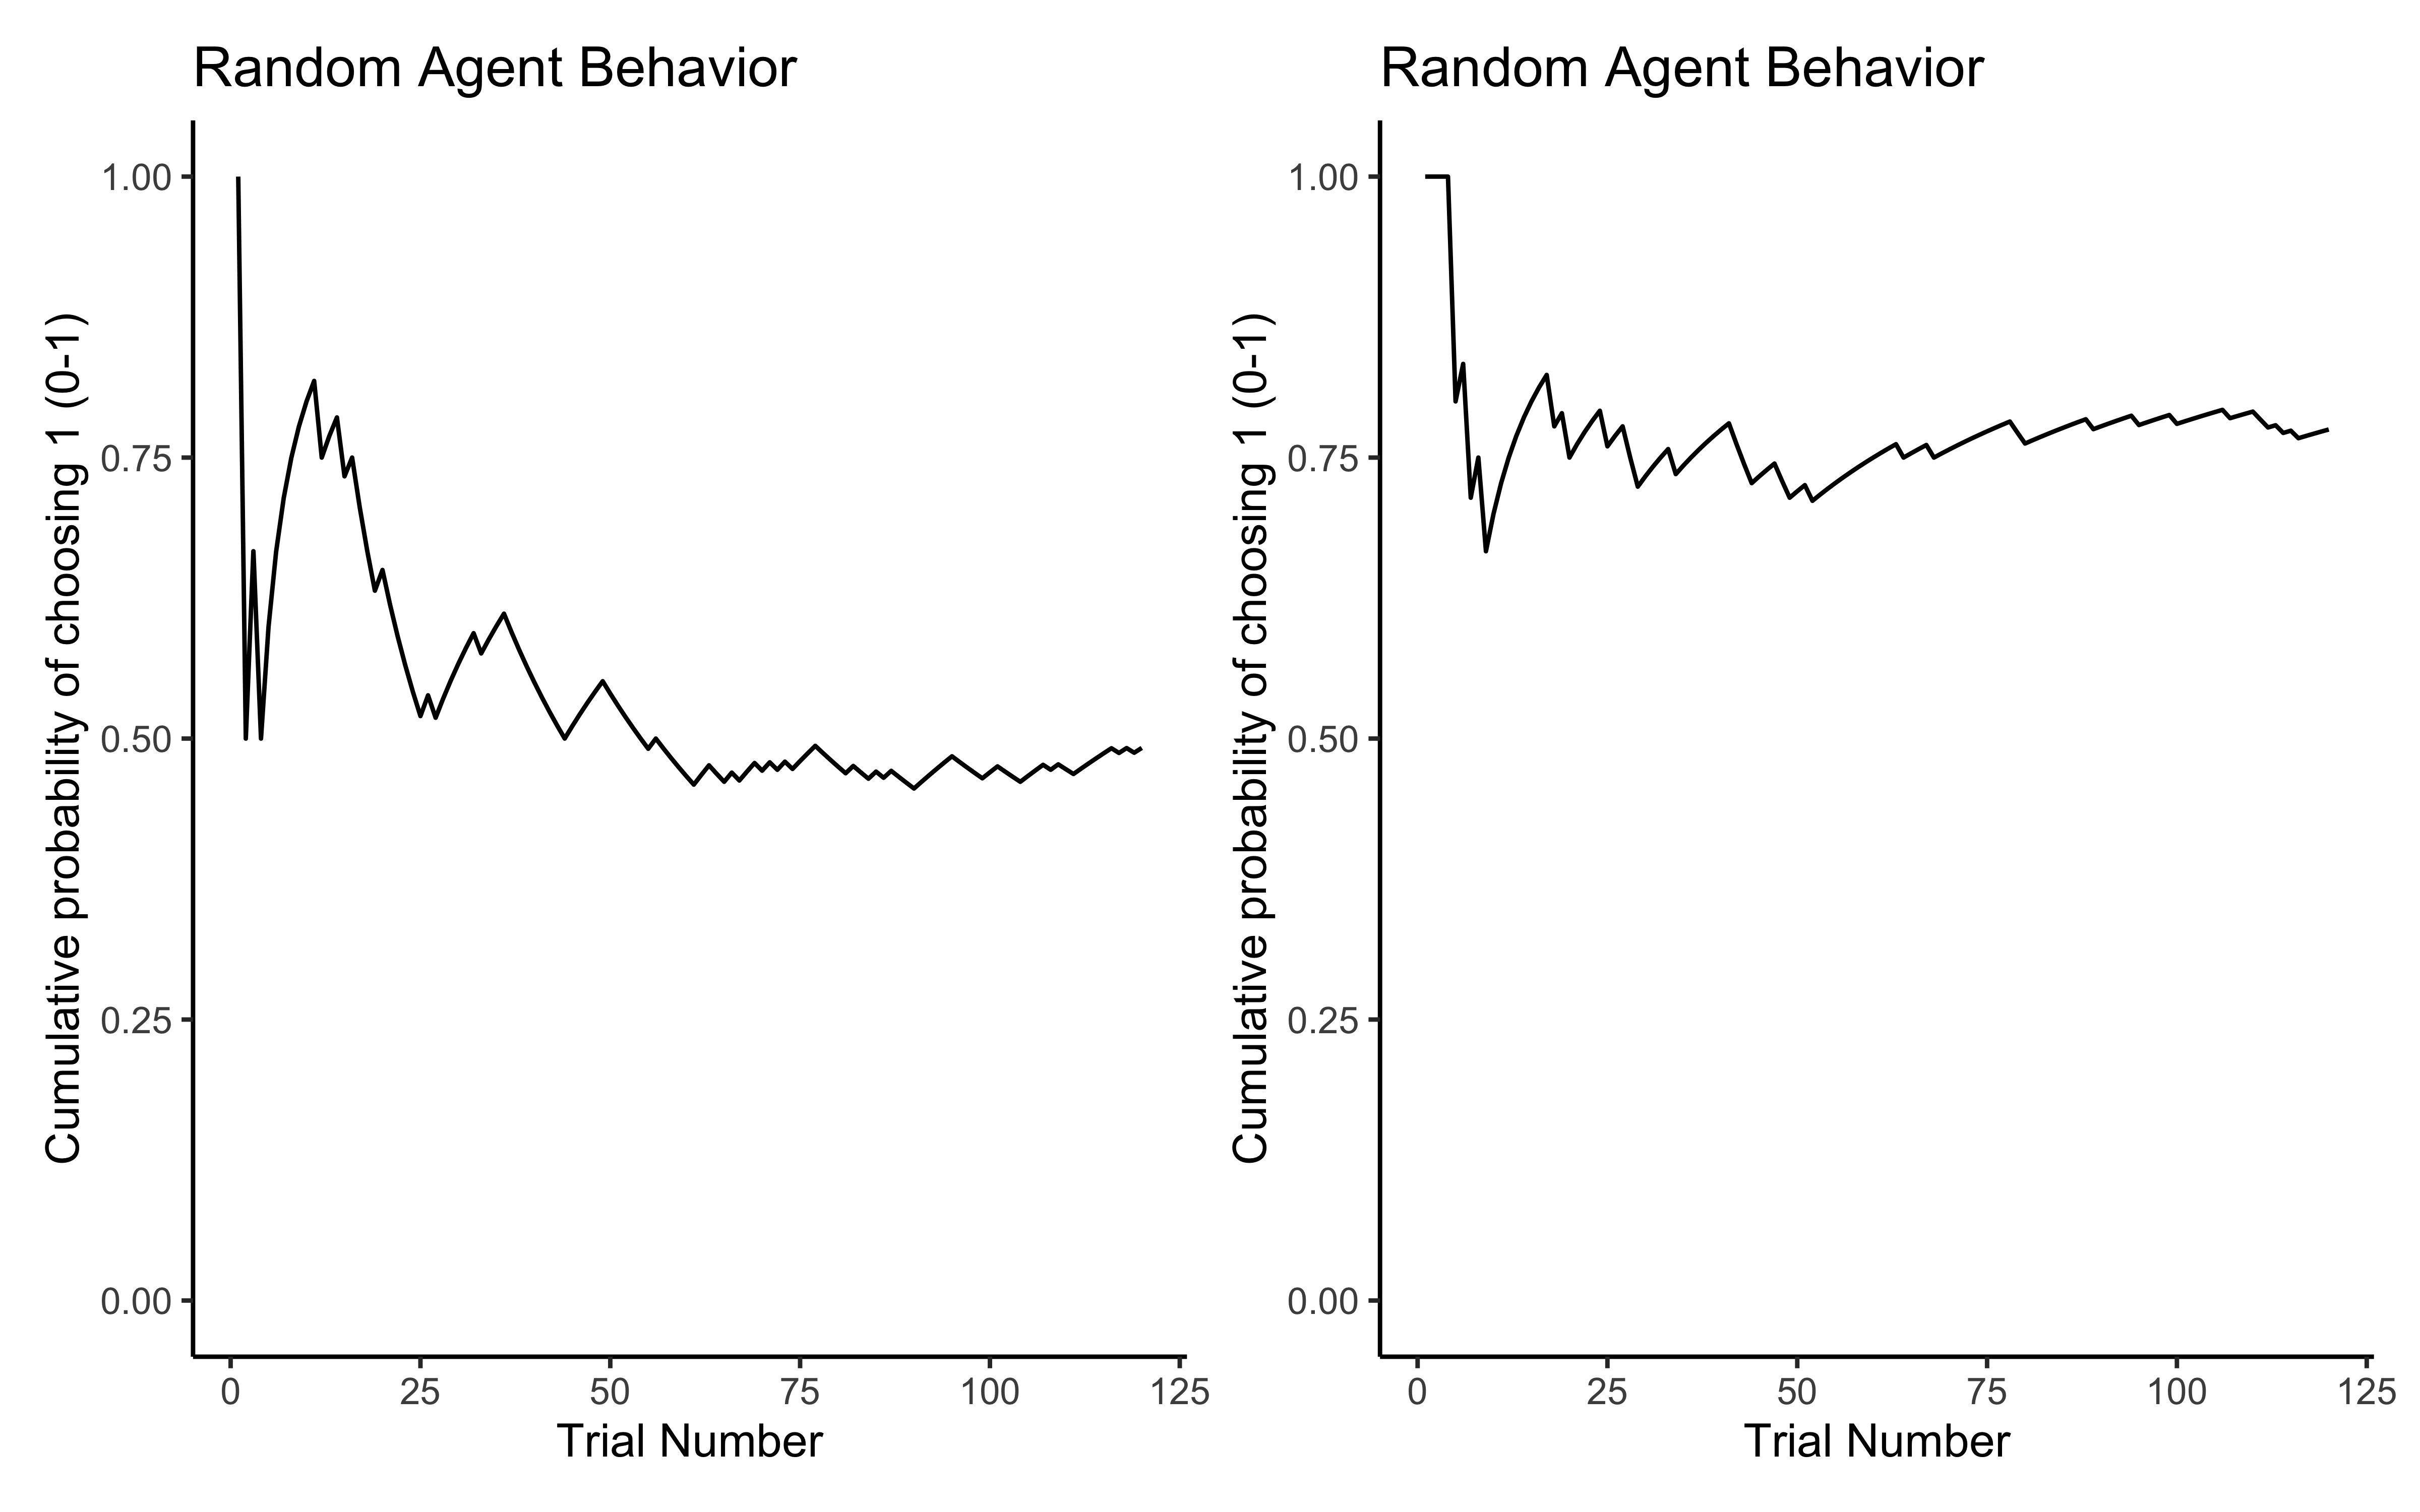 Random Agent Behavior
Cumulative probability of choosing 1 (0-1)
1.00
0.75
0.50
0.25
0.00
0 25 50 75 100 125
Trial Number
Random Agent Behavior
Cumulative probability of choosing 1 (0-1)
1.00
0.75
0.50
0.25
0.00
0 25 50 75 100 125
Trial Number